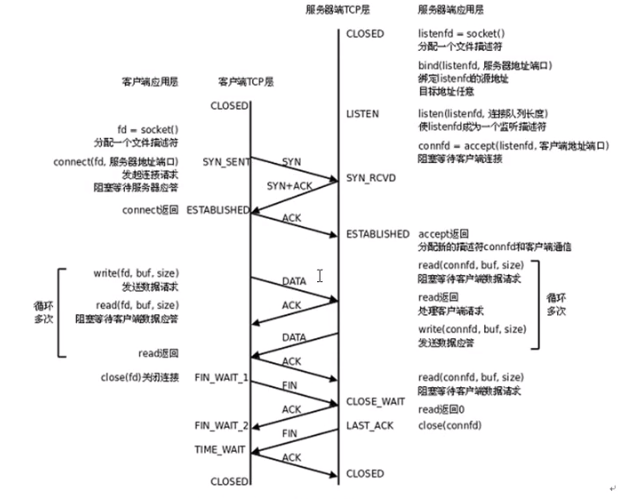 服务器端TCP层
服务器端应用层
CLOSED
listenfd = socket()
分配一个文件描述符
bind(listenfd, 服务器地址端口)
绑定listenfd的源地址
目标地址任意
客户端应用层
客户端TCP层
CLOSED
LISTEN
listen(listenfd, 连接队列长度)
使listenfd成为一个监听描述符
fd = socket()
分配一个文件描述符
connfd = accept(listenfd, 客户端地址端口)
阻塞等待客户端连接
connect(fd, 服务器地址端口)
发起连接请求
阻塞等待服务器应答
SYN_SENT
SYN
SYN_RCVD
SYN+ACK
connect返回
ESTABLISHED
ACK
ESTABLISHED
accept返回
分配新的描述符connfd和客户端通信
循环
多次
write(fd, buf, size)
发送数据请求
DATA
read(connfd, buf, size)
阻塞等待客户端数据请求
循环
多次
read(fd, buf, size)
阻塞等待客户端数据应答
ACK
read返回
处理客户端请求
write(connfd, buf, size)
发送数据应答
DATA
read返回
ACK
close(fd)关闭连接
FIN_WAIT_1
FIN
read(connfd, buf, size)
阻塞等待客户端数据请求
CLOSE_WAIT
read返回0
ACK
FIN_WAIT_2
LAST_ACK
close(connfd)
FIN
TIME_WAIT
ACK
CLOSED
CLOSED